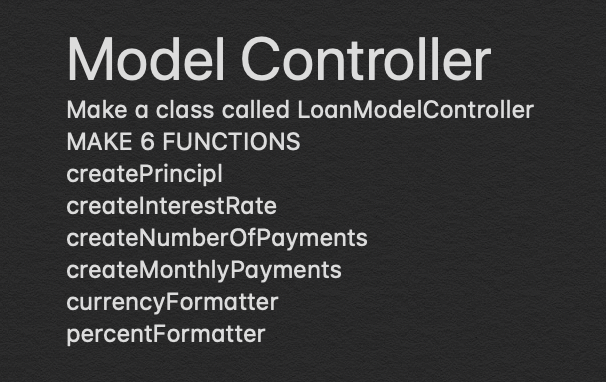 Model Controller
Make a class called LoanModelController
MAKE 6 FUNCTIONS
createPrincipl
createInterestRate
createNumberOfPayments
createMonthlyPayments
currencyFormatter
percentFormatter